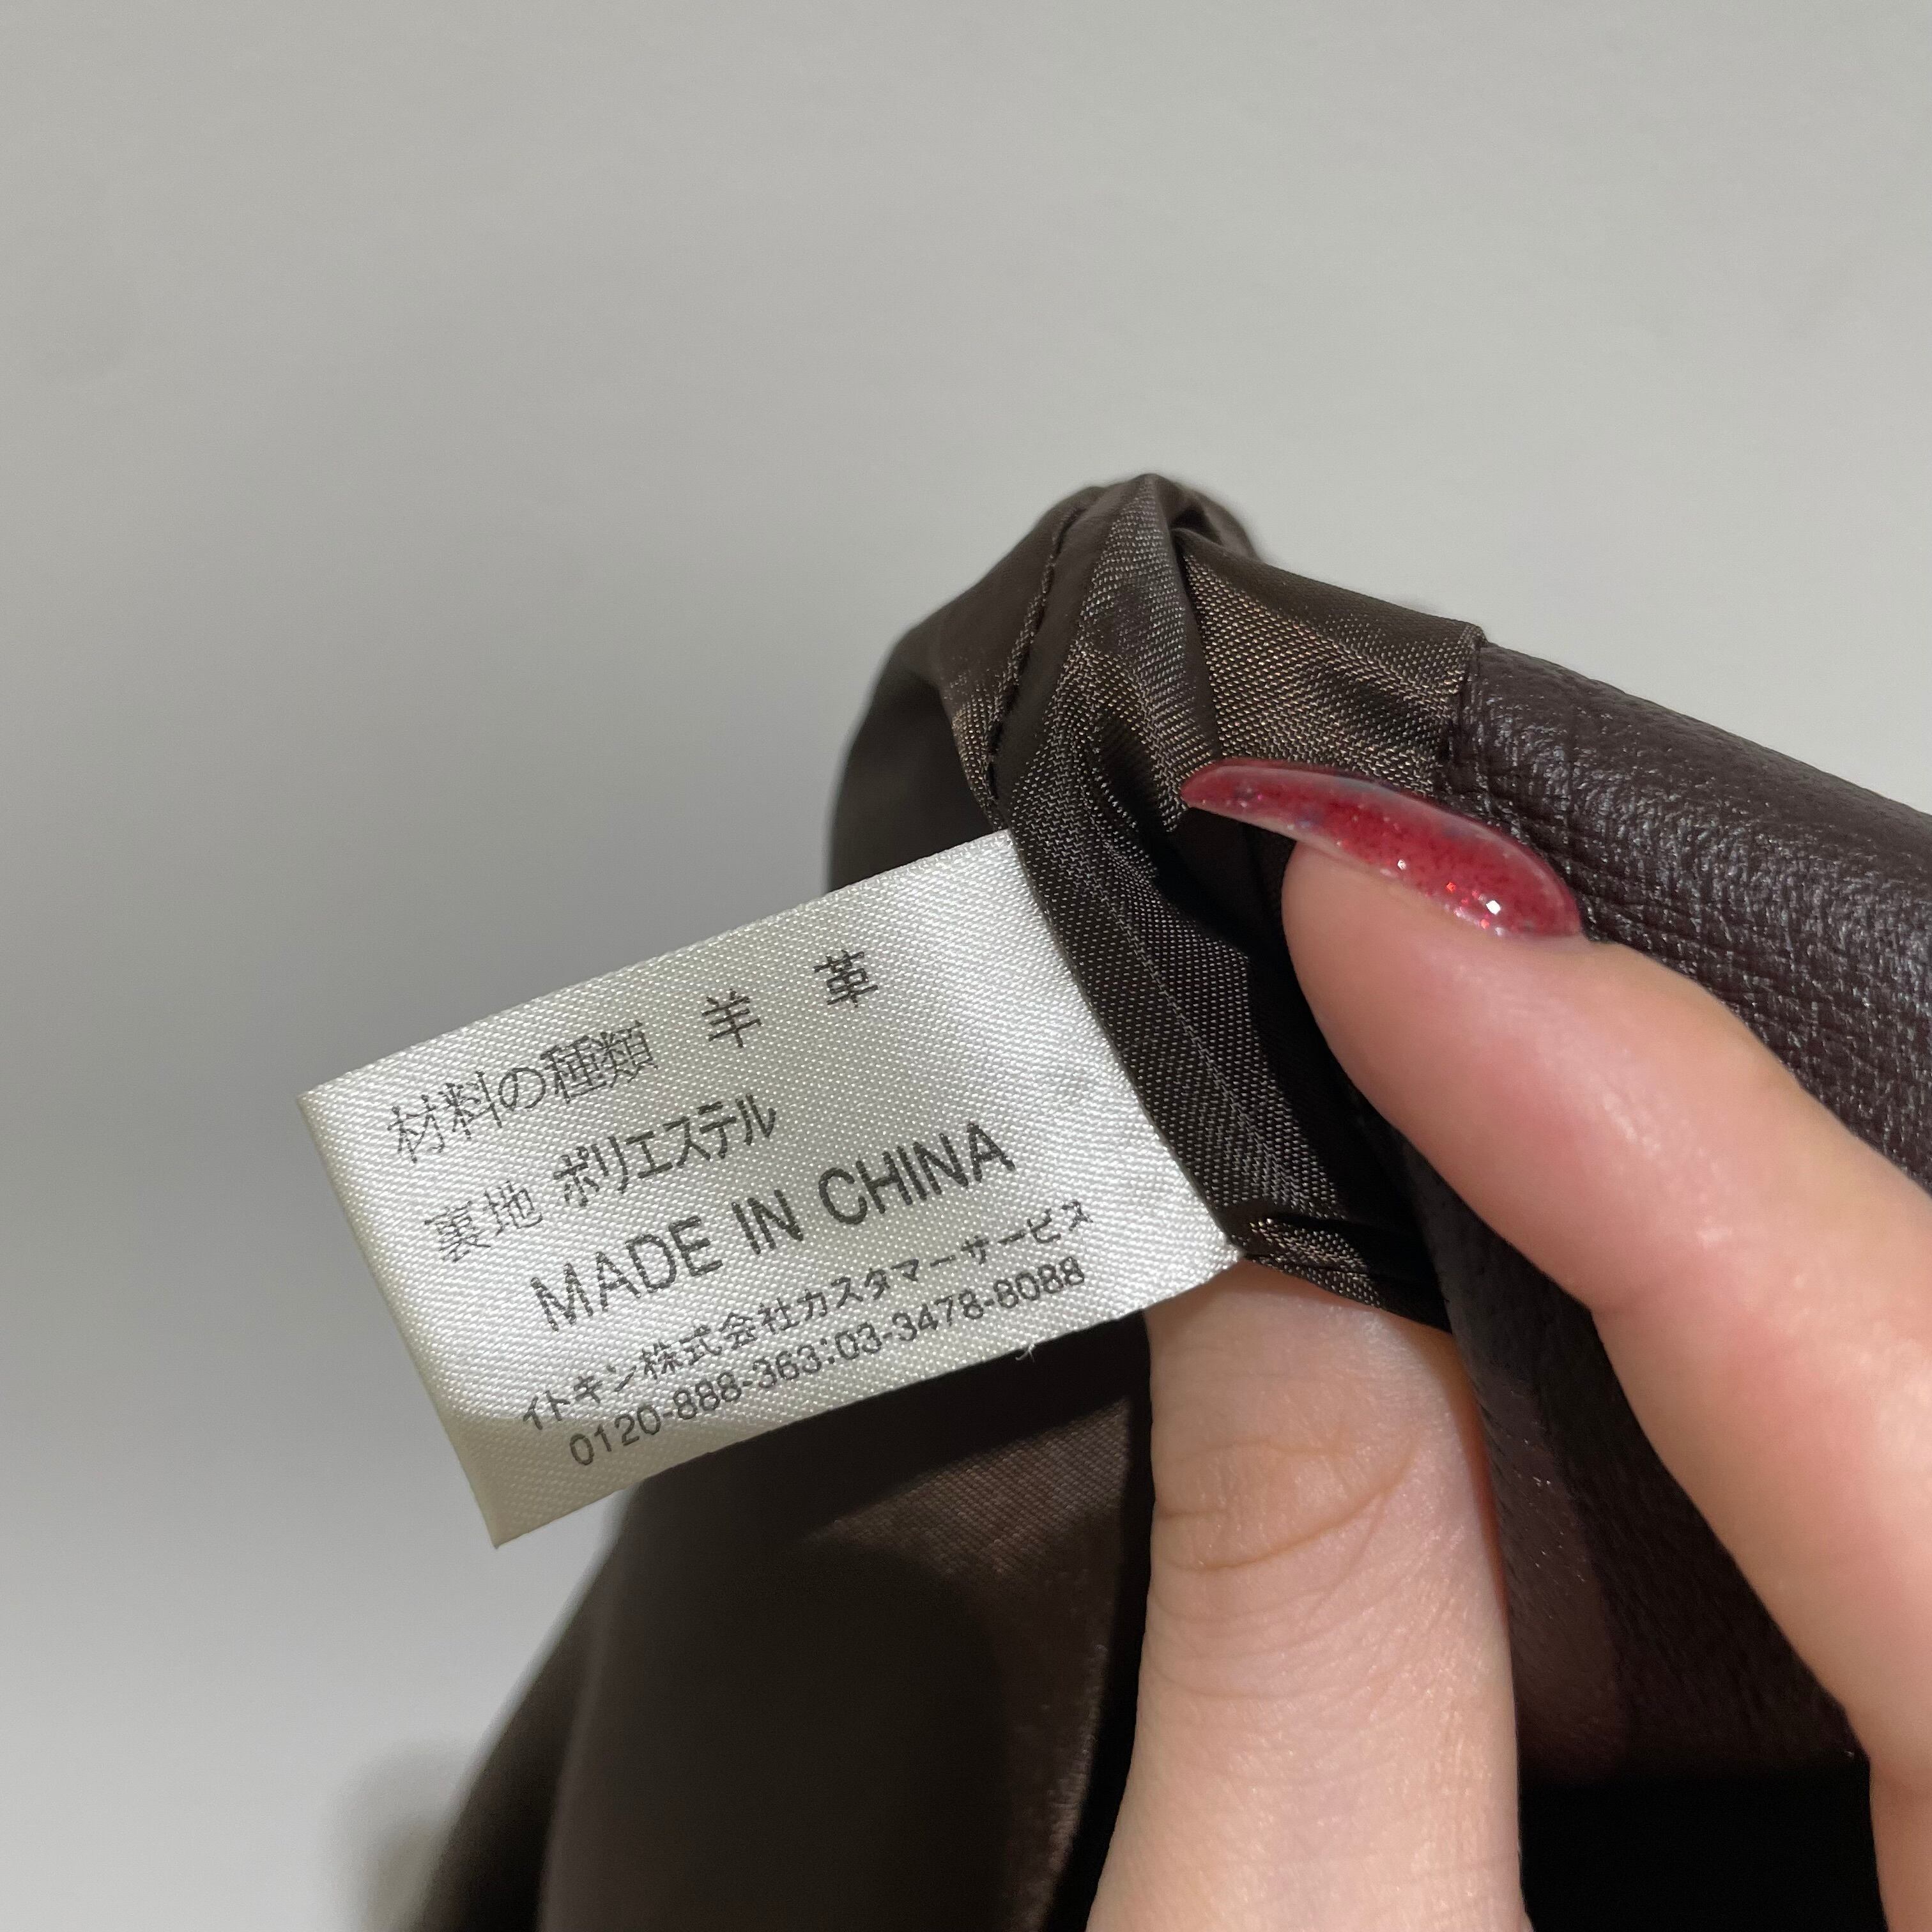 材料の種類 羊 革
裏地 ポリエステル
MADE IN CHINA
イトキン株式会社カスタマーサービス
0120-888-363:03-3478-8088